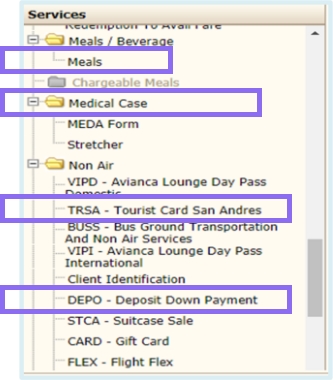 Services
Redemption To Avail Fare
Meals / Beverage
Meals
Chargeable Meals
Medical Case
MEDA Form
Stretcher
Non Air
VIPD - Avianca Lounge Day Pass
Domestic
TRSA - Tourist Card San Andres
BUSS - Bus Ground Transportation
And Non Air Services
VIPI - Avianca Lounge Day Pass
International
Client Identification
DEPO - Deposit Down Payment
STCA - Suitcase Sale
CARD - Gift Card
FLEX - Flight Flex